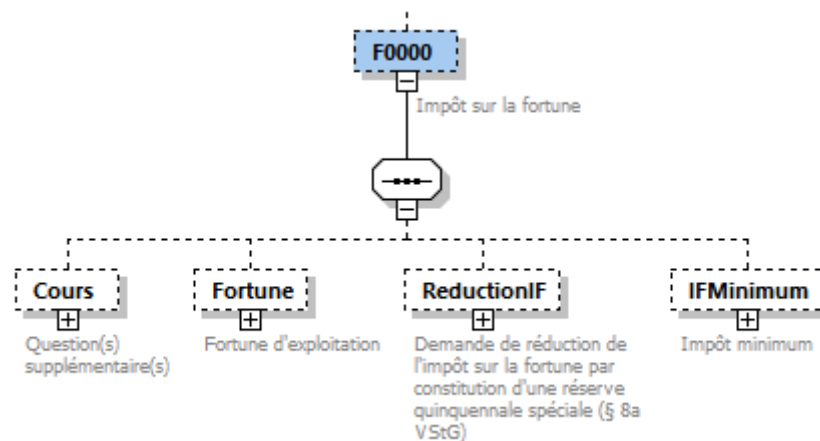 F0000
Impôt sur la fortune
Cours
Question(s)
supplémentaire(s)
Fortune
Fortune d'exploitation
ReductionIF
Demande de réduction de
l'impôt sur la fortune par
constitution d'une réserve
quinquennale spéciale (§ 8a
VStG)
IFMinimum
Impôt minimum